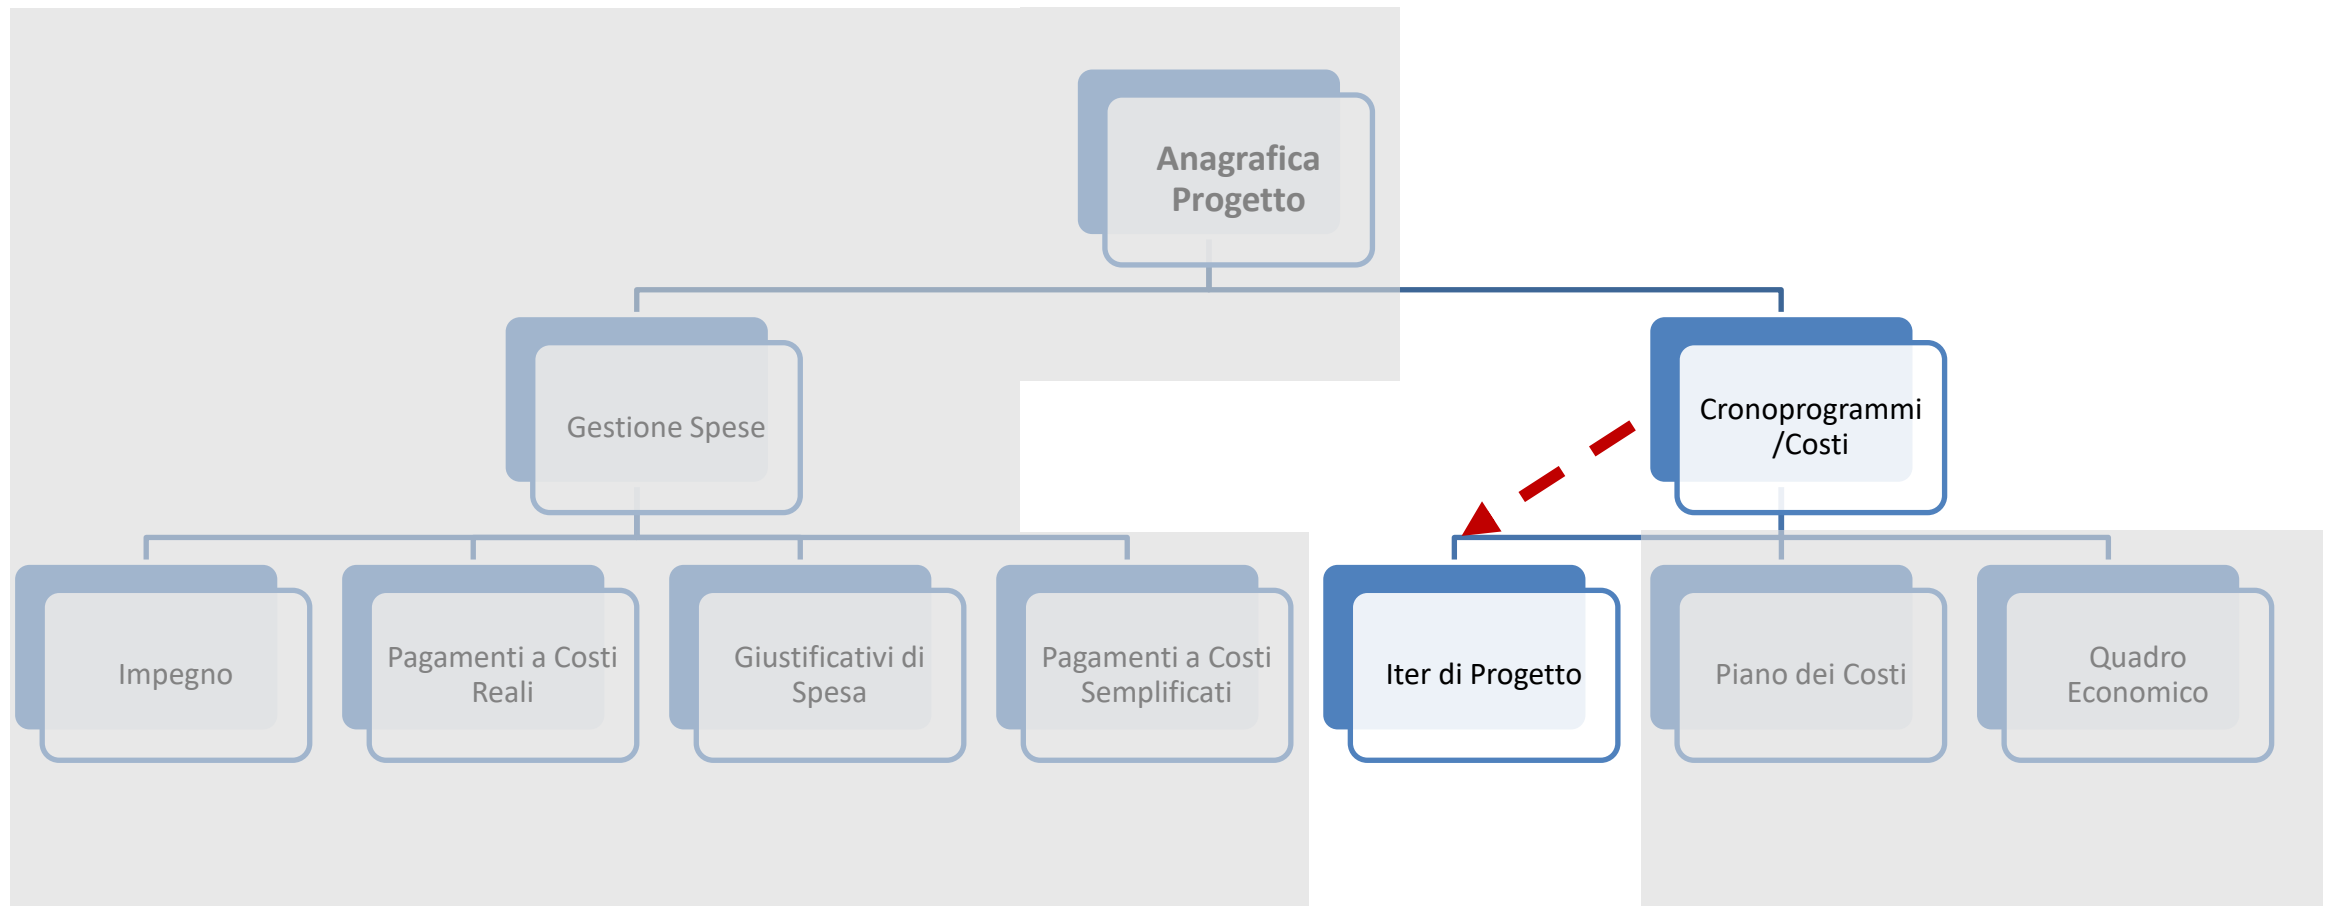 Anagrafica
Progetto
Gestione Spese
Cronoprogrammi
/Costi
Impegno
Pagamenti a Costi
Reali
Giustificativi di
Spesa
Pagamenti a Costi
Semplificati
Iter di Progetto
Piano dei Costi
Quadro
Economico